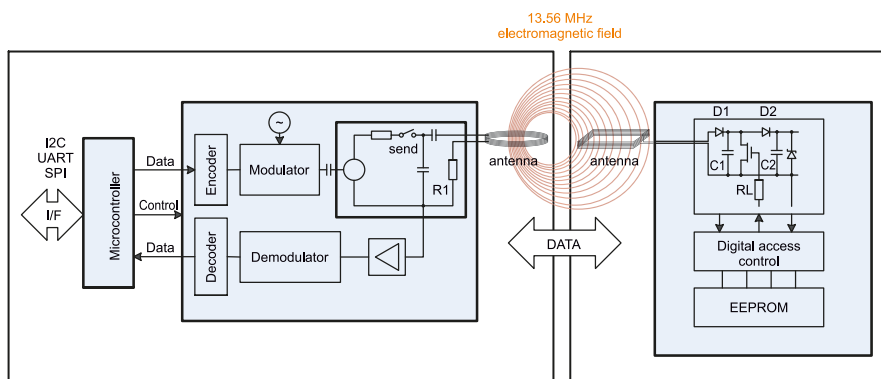 13.56 MHz
electromagnetic field
I2C
UART
SPI
I/F
Microcontroller
Data
Control
Data
Encoder
Decoder
~
Modulator
Demodulator
send
R1
antenna
antenna
DATA
D1
D2
C1
C2
RL
Digital access
control
EEPROM